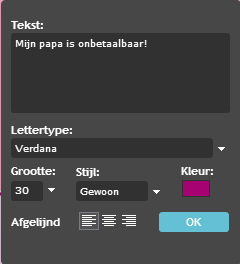 Tekst:
Mijn papa is onbetaalbaar!
Lettertype:
Verdana
Grootte: Stijl: Kleur:
30 Gewoon
Afgelijnd OK